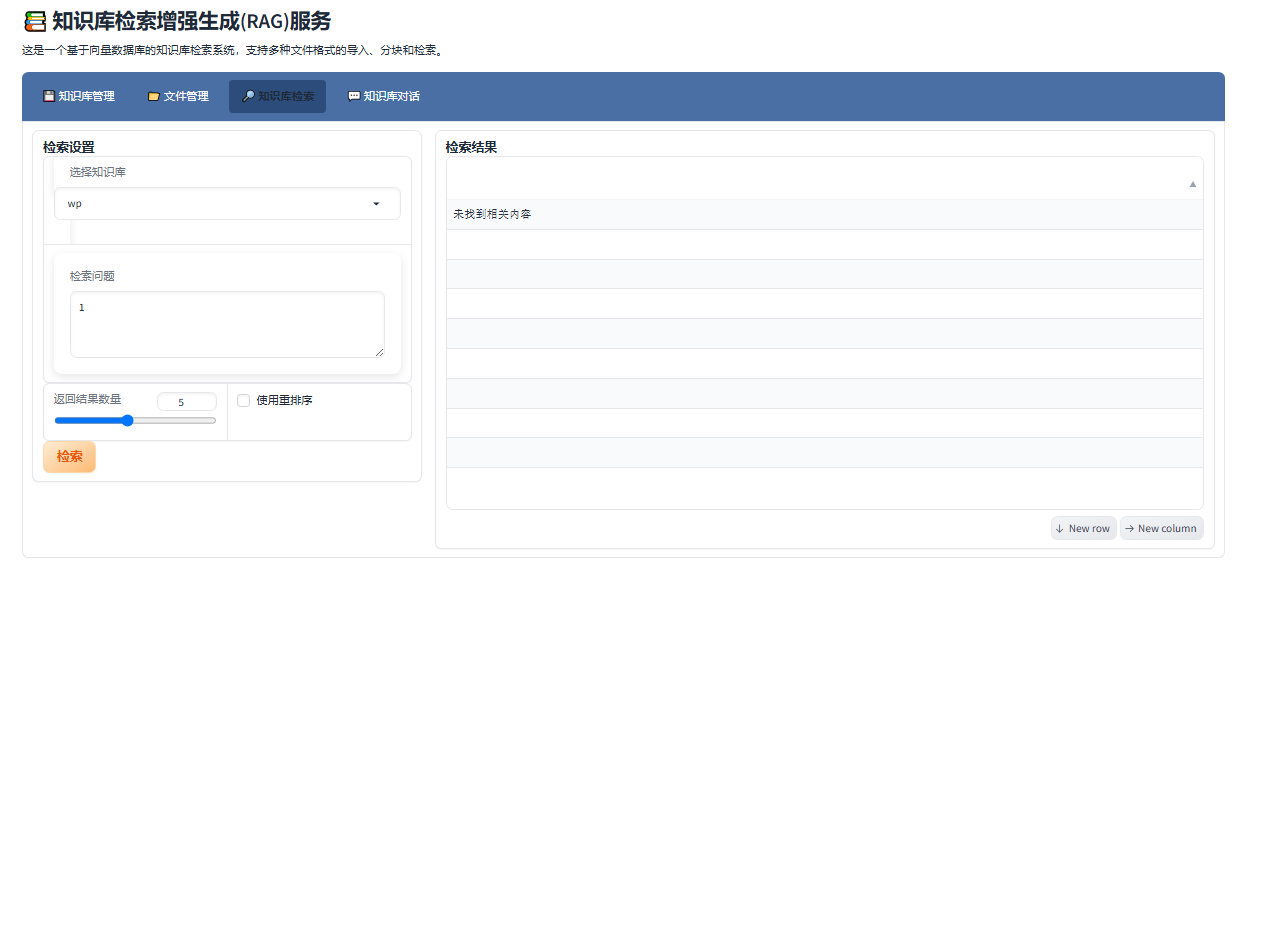 知识库检索增强生成(RAG)服务
这是一个基于向量数据库的知识库检索系统，支持多种文件格式的导入、分块和检索。
知识库管理
文件管理
知识库检索
知识库对话
检索设置
选择知识库
wp
检索问题
1
返回结果数量
5
使用重排序
检索
检索结果
未找到相关内容
New row
New column